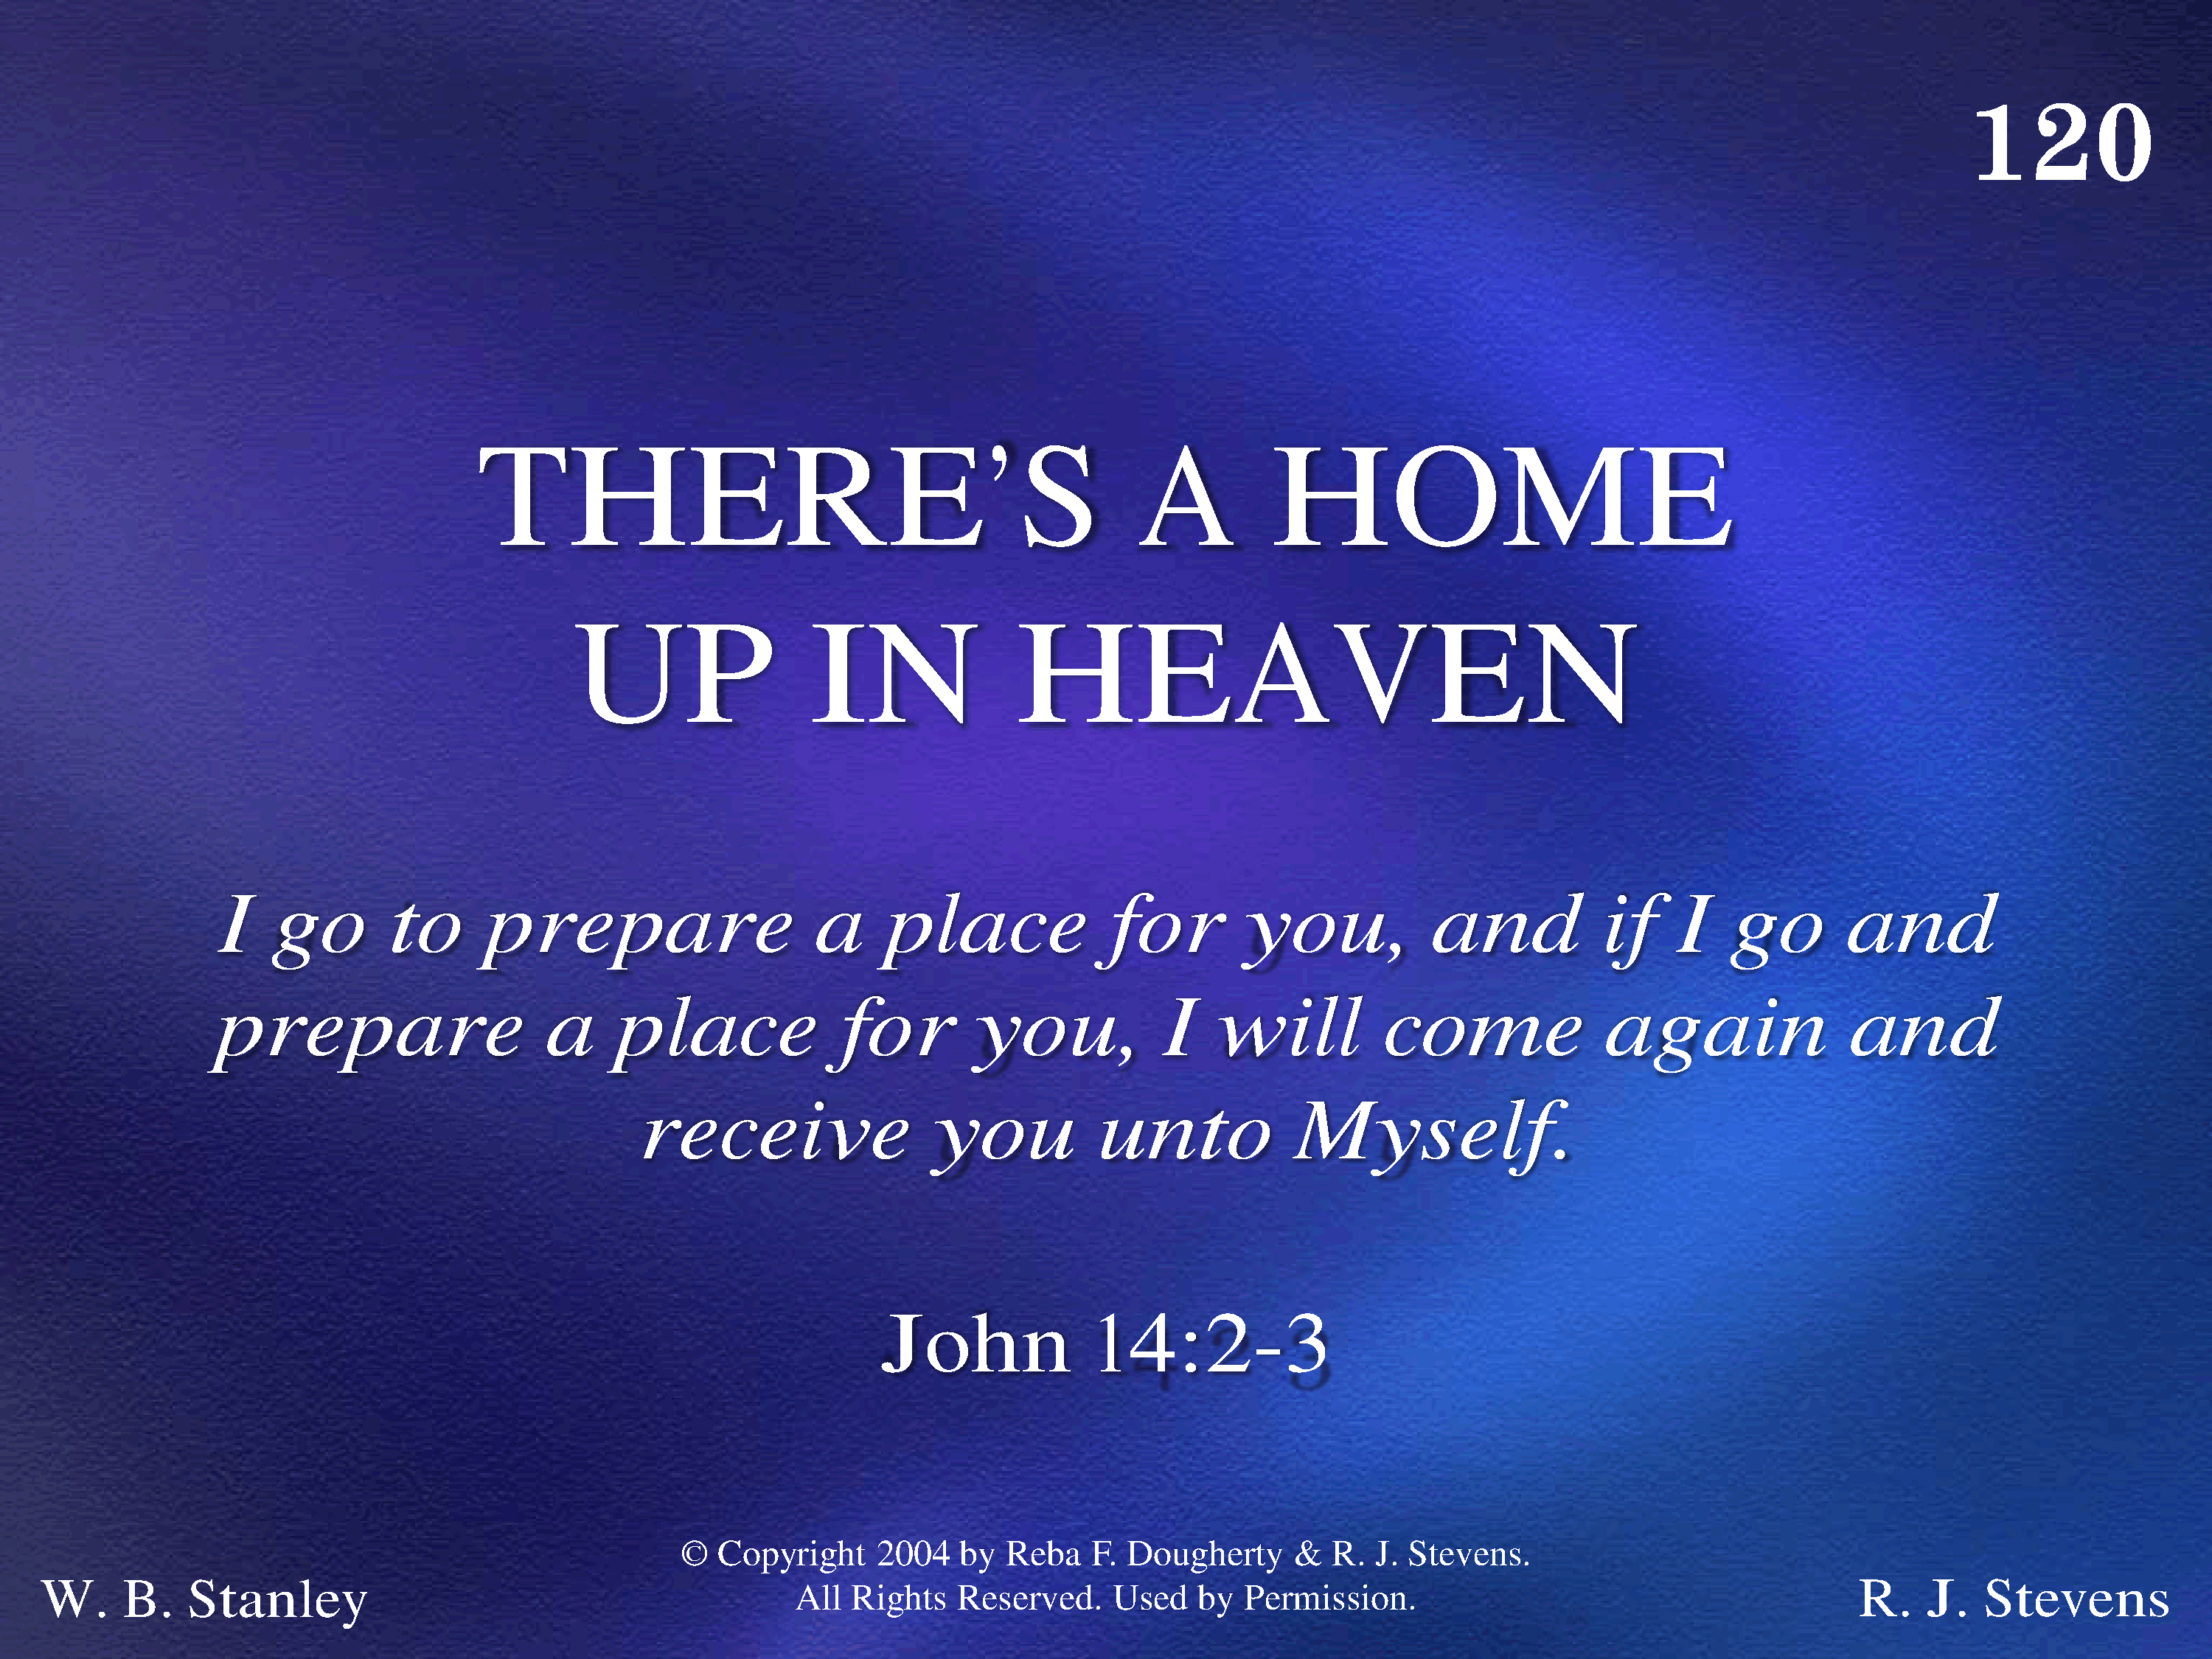 120
THERE’S A HOME
UP IN HEAVEN
I go to prepare a place for you, and if I go and
prepare a place for you, I will come again and
receive you unto Myself.
John 14:2-3
© Copyright 2004 by Reba F. Dougherty & R. J. Stevens.
All Rights Reserved. Used by Permission.
W. B. Stanley
R. J. Stevens